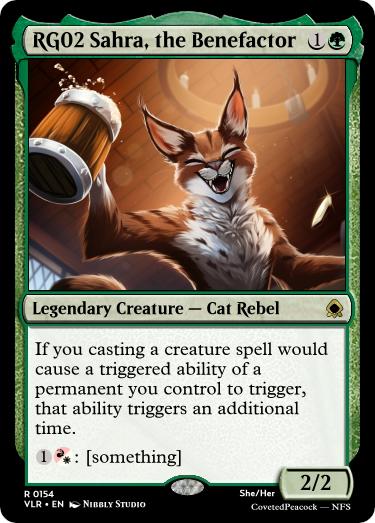 RG02 Sahra, the Benefactor 1
Legendary Creature — Cat Rebel
If you casting a creature spell would
cause a triggered ability of a
permanent you control to trigger,
that ability triggers an additional
time.
1 : [something]
2/2
R 0154
VLR • EN Nibbly Studio
She/Her
CovetedPeacock — NFS